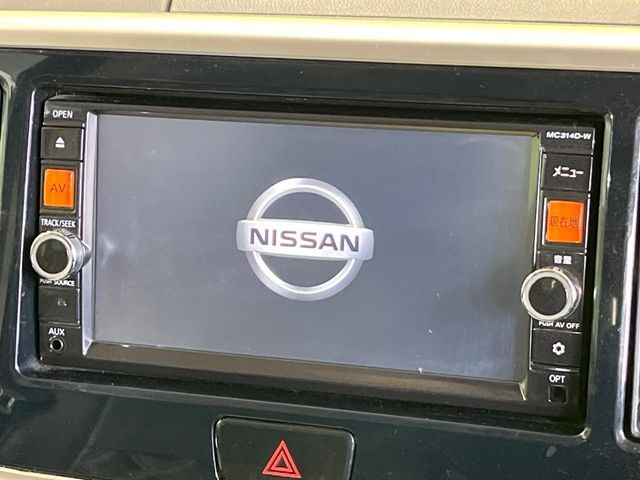 OPEN
MC314D-W
メニュー
AV
現在地
TRACK/SEEK
NISSAN
音量
PUSH SOURCE
PUSH AV OFF
AUX
OPT